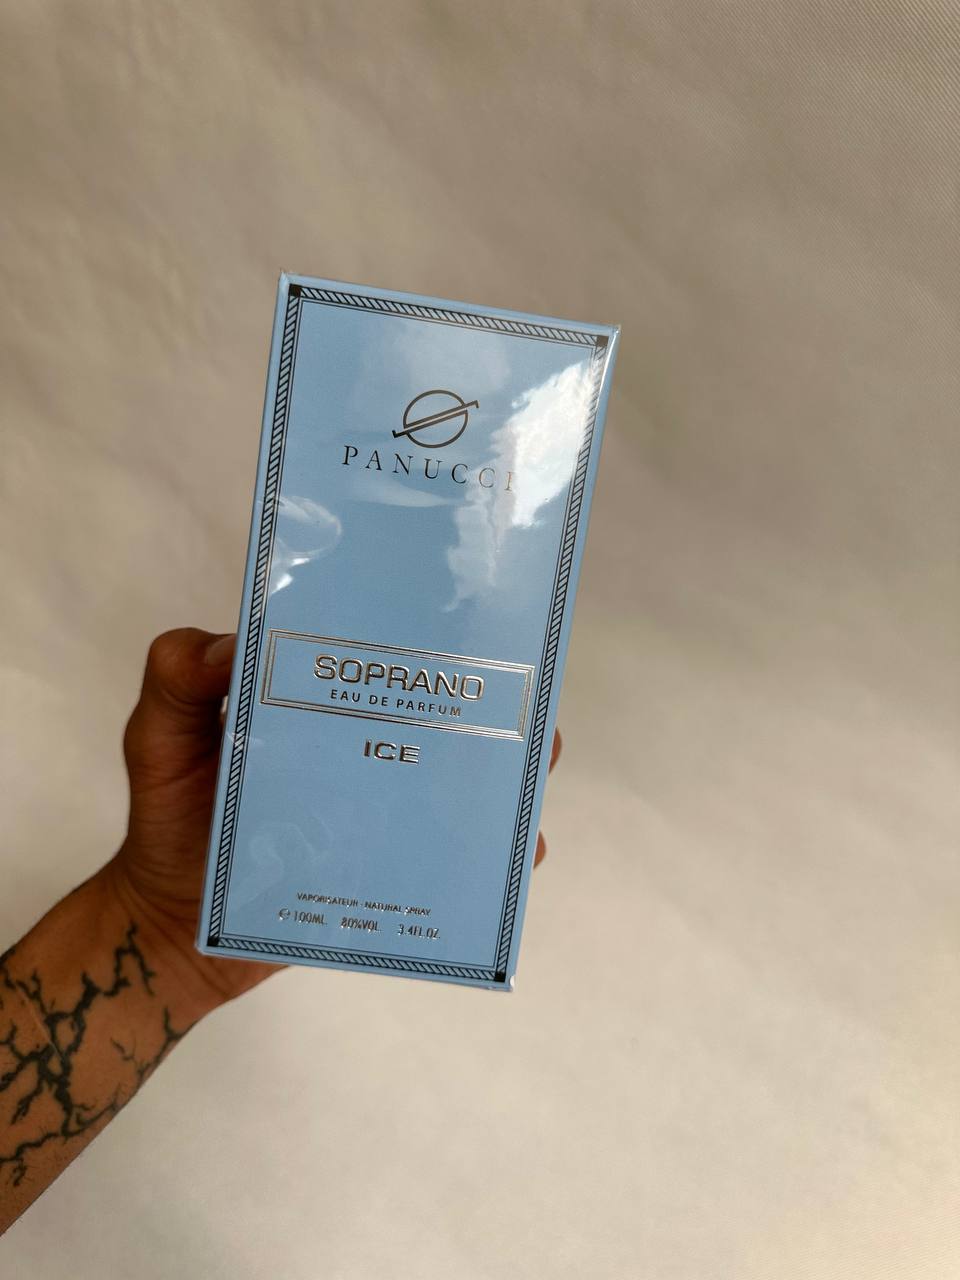 PANUCCI
SOPRANO
EAU DE PARFUM
ICE
VAPORISATEUR - NATURAL SPRAY
℮ 100ML 80%VOL 3.4FL.OZ.